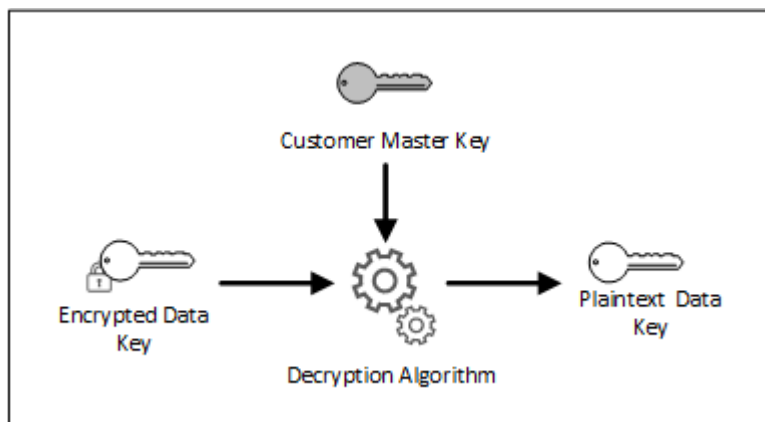 Customer Master Key
Encrypted Data
Key
Plaintext Data
Key
Decryption Algorithm